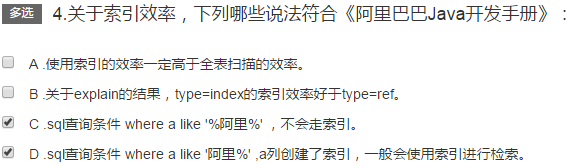 多选 4.关于索引效率，下列哪些说法符合《阿里巴巴Java开发手册》：
A .使用索引的效率一定高于全表扫描的效率。
B .关于explain的结果，type=index的索引效率好于type=ref。
C .sql查询条件 where a like '%阿里%' ，不会走索引。
D .sql查询条件 where a like '阿里%' ,a列创建了索引，一般会使用索引进行检索。